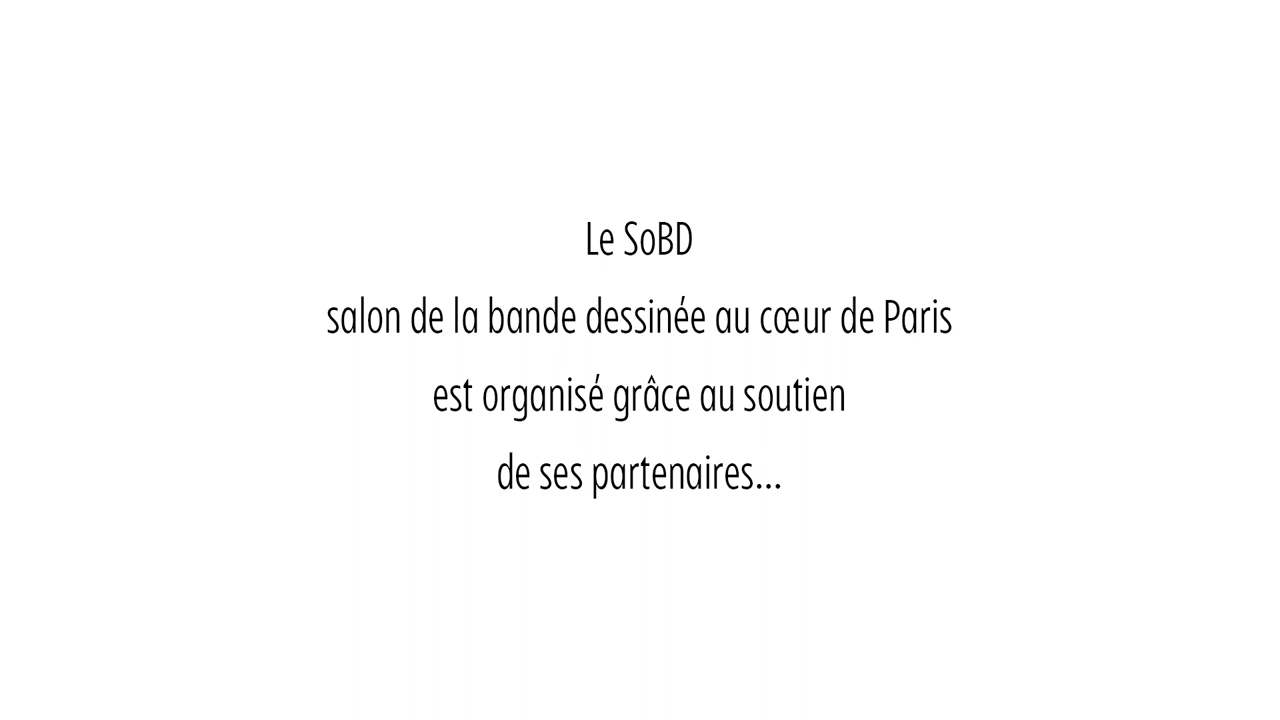 Le SoBD
salon de la bande dessinée au cœur de Paris
est organisé grâce au soutien
de ses partenaires...